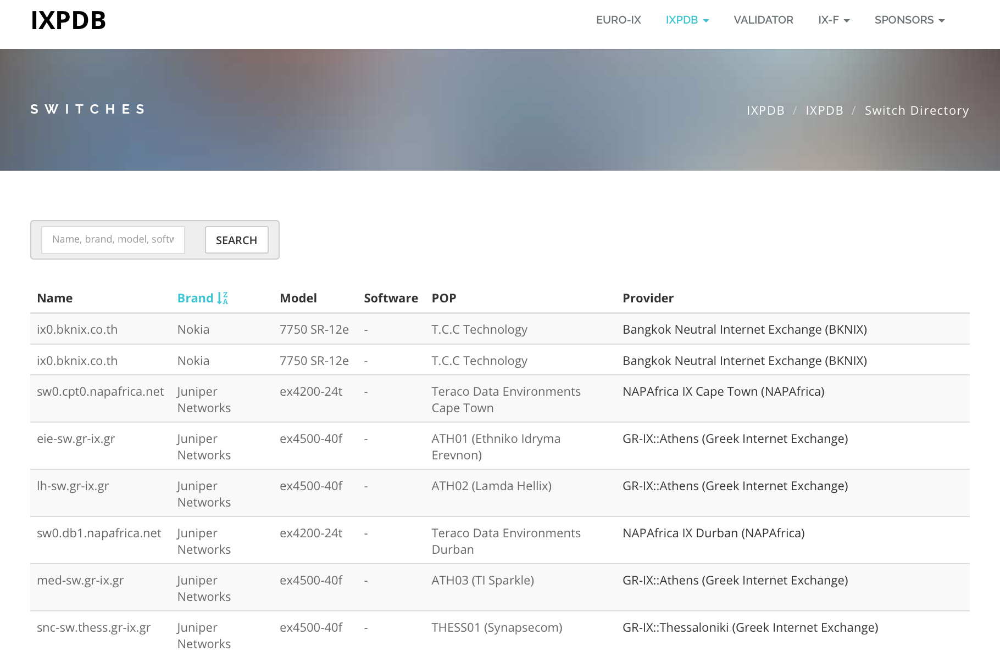 IXPDB
EURO-IX IXPDB VALIDATOR IX-F SPONSORS
SWITCHES
IXPDB / IXPDB / Switch Directory
Name, brand, model, softw SEARCH
Name Brand Model Software POP Provider
ix0.bknix.co.th Nokia 7750 SR-12e - T.C.C Technology Bangkok Neutral Internet Exchange (BKNIX)
ix0.bknix.co.th Nokia 7750 SR-12e - T.C.C Technology Bangkok Neutral Internet Exchange (BKNIX)
sw0.cpt0.napafrica.net Juniper ex4200-24t - Teraco Data Environments NAPAfrica IX Cape Town (NAPAfrica)
Networks Cape Town
eie-sw.gr-ix.gr Juniper ex4500-40f - ATH01 (Ethniko Idryma GR-IX::Athens (Greek Internet Exchange)
Networks Erevnon)
lh-sw.gr-ix.gr Juniper ex4500-40f - ATH02 (Lamda Hellix) GR-IX::Athens (Greek Internet Exchange)
Networks
sw0.db1.napafrica.net Juniper ex4200-24t - Teraco Data Environments NAPAfrica IX Durban (NAPAfrica)
Networks Durban
med-sw.gr-ix.gr Juniper ex4500-40f - ATH03 (TI Sparkle) GR-IX::Athens (Greek Internet Exchange)
Networks
snc-sw.thess.gr-ix.gr Juniper ex4500-40f - THESS01 (Synapsecom) GR-IX::Thessaloniki (Greek Internet Exchange)
Networks